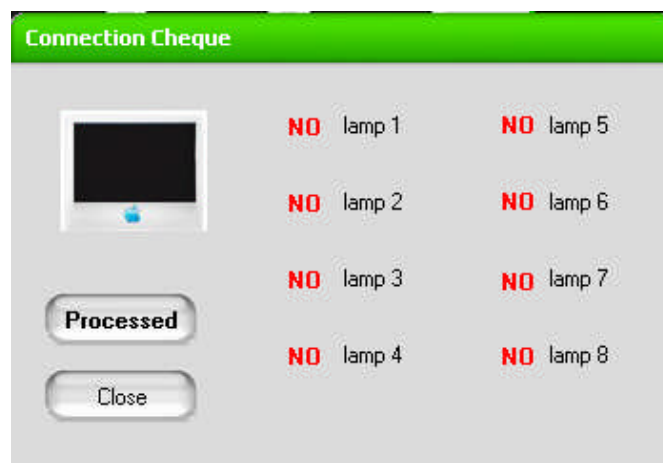 Connection Cheque
NO lamp 1 NO lamp 5
NO lamp 2 NO lamp 6
NO lamp 3 NO lamp 7
NO lamp 4 NO lamp 8
Processed
Close